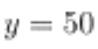 y = 50